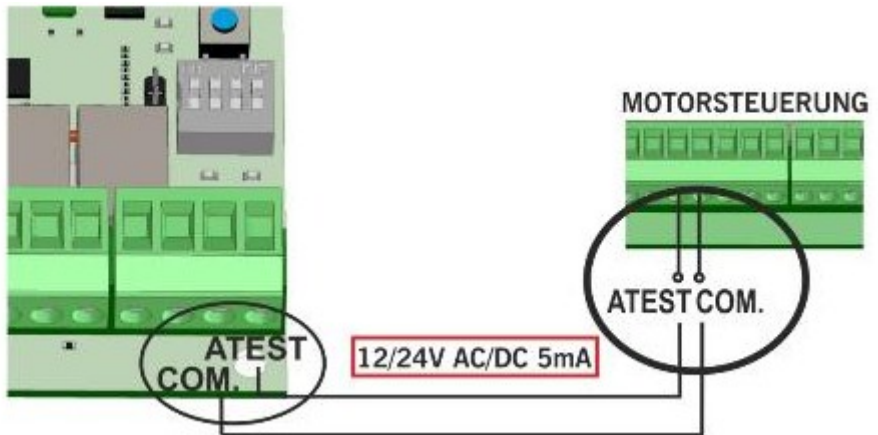 MOTORSTEUERUNG
ATEST COM.
ATEST
COM.
12/24V AC/DC 5mA